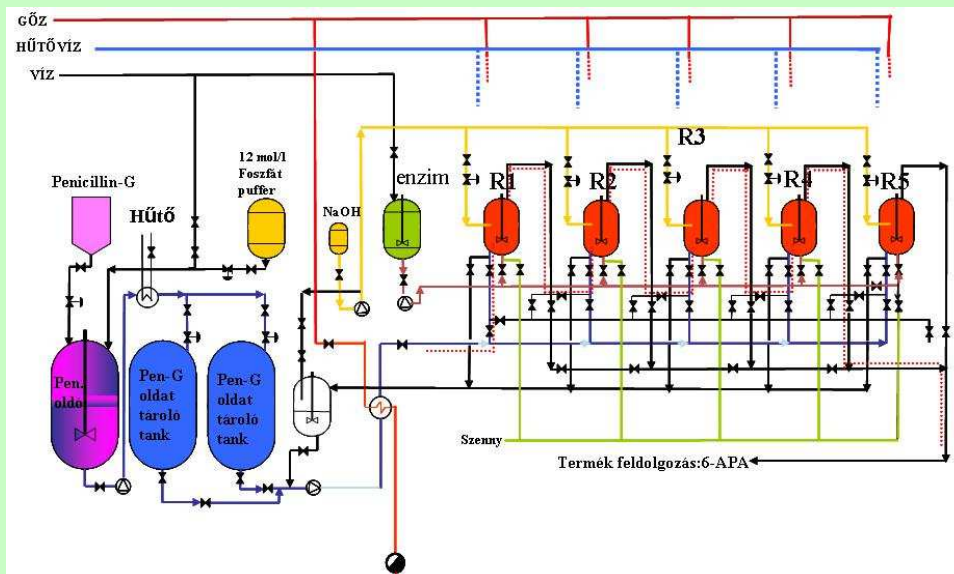 GŐZ
HŰTŐVÍZ
VÍZ
12 mol/l
Foszfát
puffer
Penicillin-G
Hűtő
NaOH
enzim
R1
R2
R3
R4
R5
Pen.
oldó
Pen-G
oldat
tároló
tank
Pen-G
oldat
tároló
tank
Szenny
Termék feldolgozás:6-APA